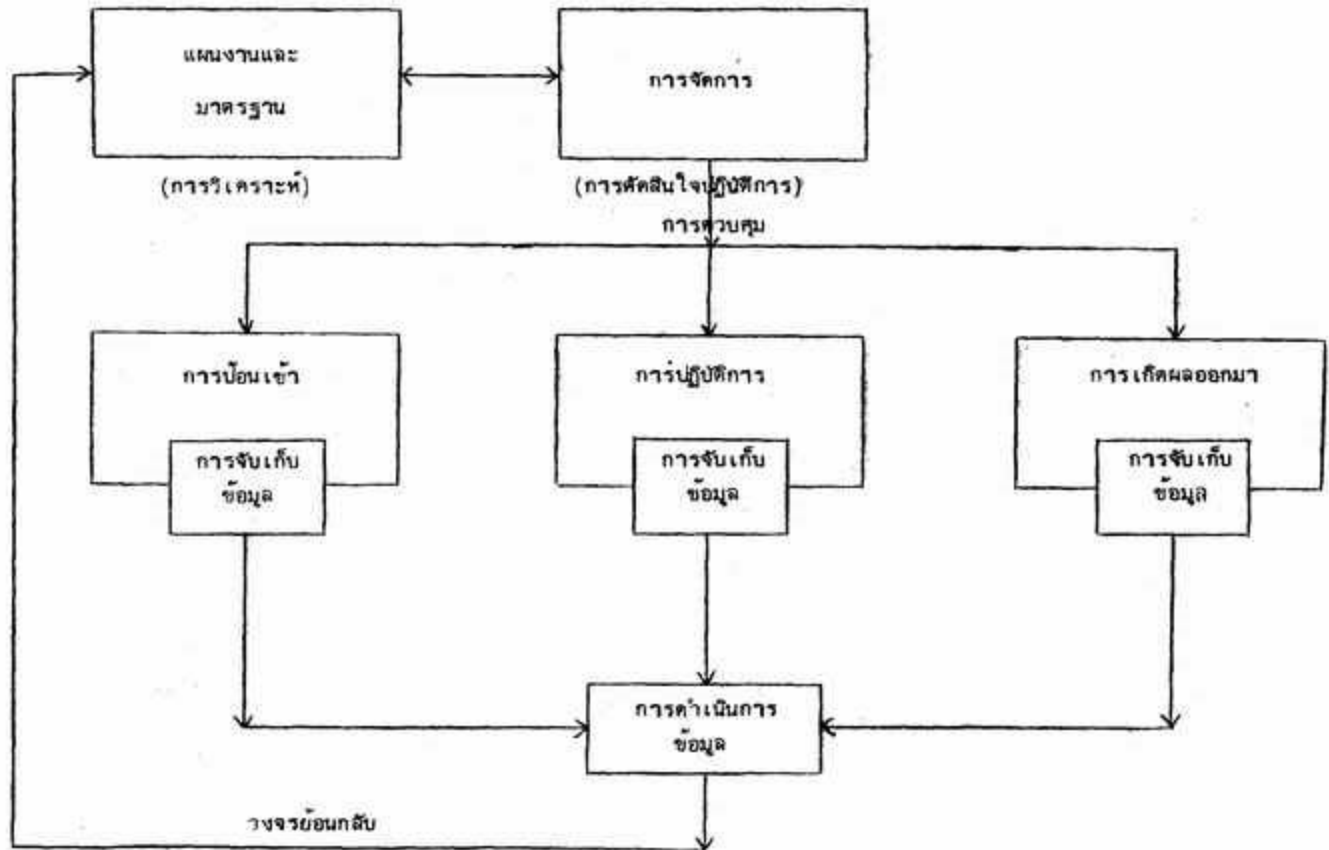 แผนงานและ
มาตรฐาน
การจัดการ
(การวิเคราะห์)
(การตัดสินใจปฏิบัติการ)
การควบคุม
การป้อนเข้า
การปฏิบัติการ
การเกิดผลออกมา
การจับเก็บ
ข้อมูล
การจับเก็บ
ข้อมูล
การจับเก็บ
ข้อมูล
การดำเนินการ
ข้อมูล
วงจรย้อนกลับ